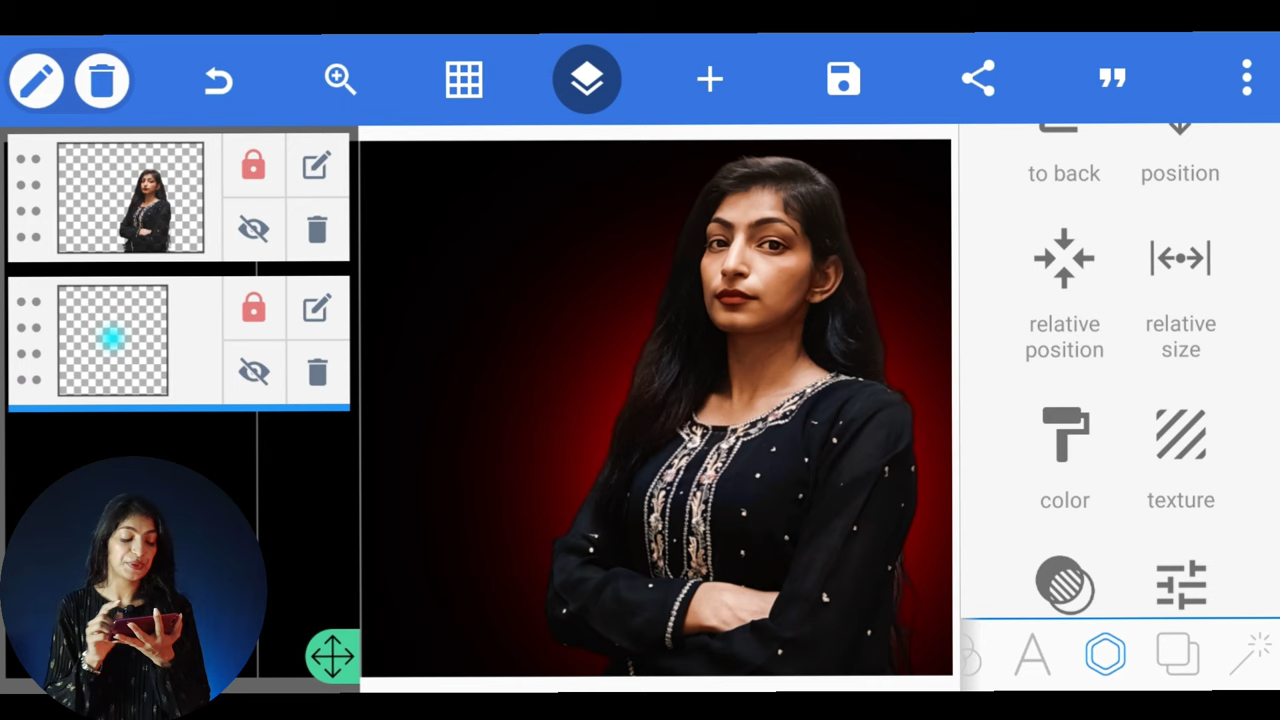 to back
position
relative
position
relative
size
color
texture